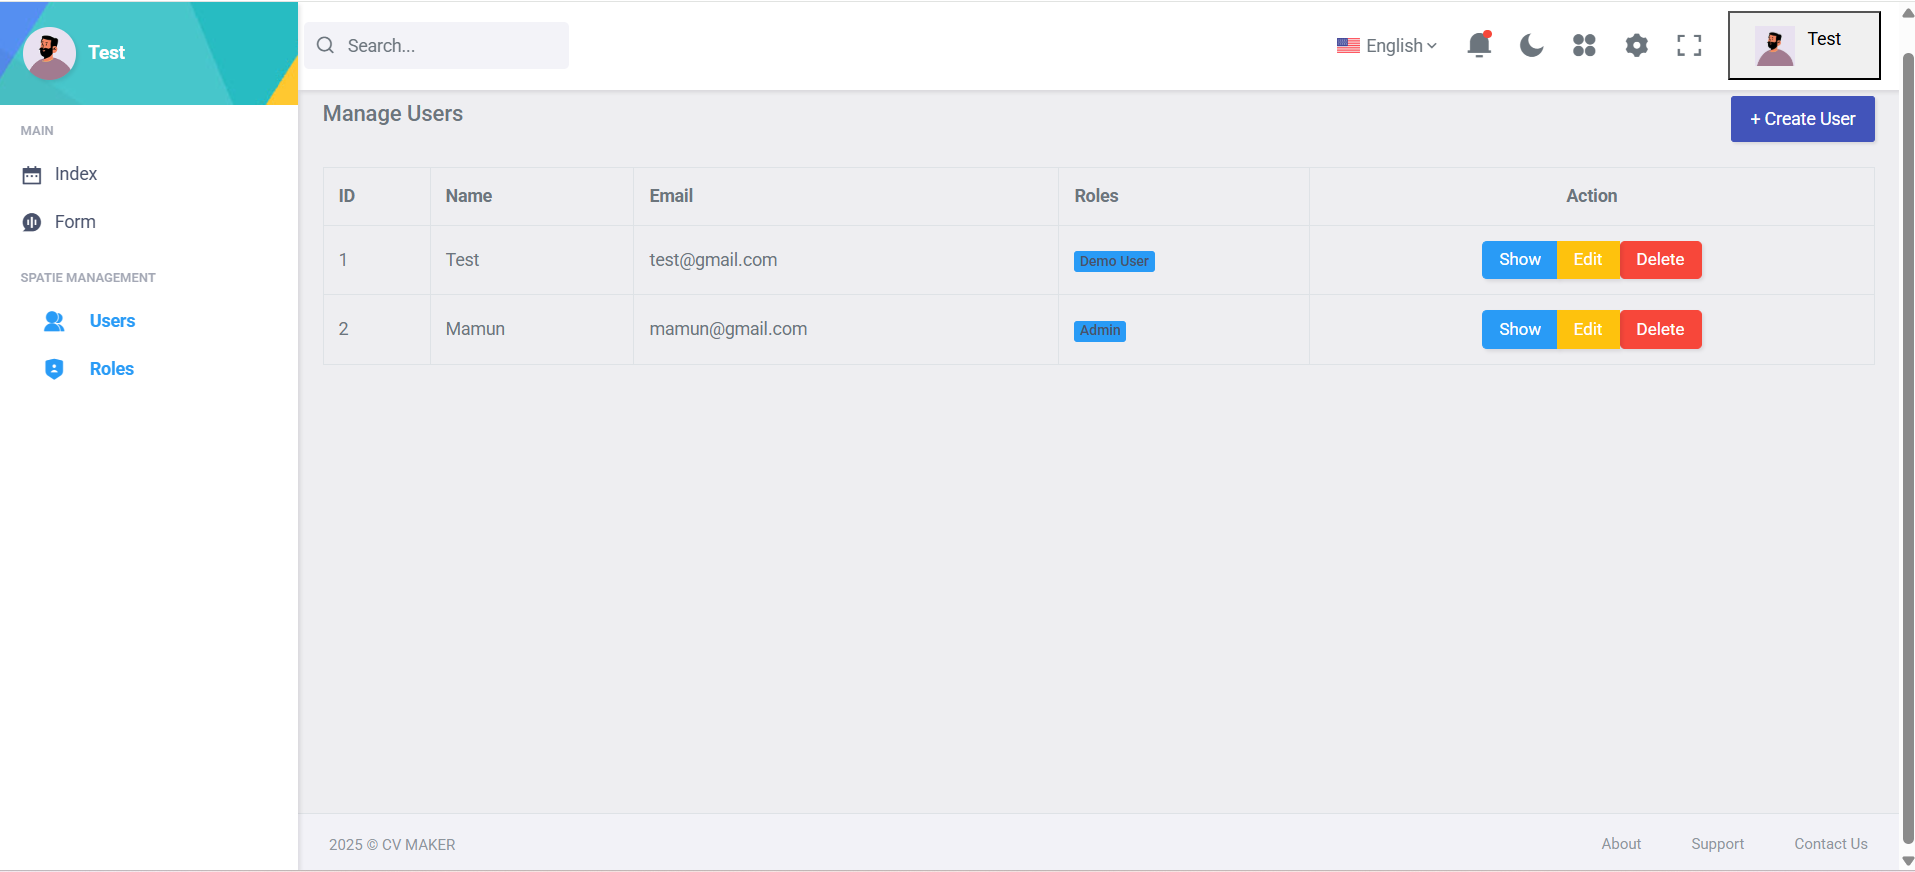 Test
Search...
English
Test
MAIN
Index
Form
SPATIE MANAGEMENT
Users
Roles
Manage Users
+ Create User
ID Name Email Roles Action
1 Test test@gmail.com Demo User Show Edit Delete
2 Mamun mamun@gmail.com Admin Show Edit Delete
2025 © CV MAKER
About Support Contact Us